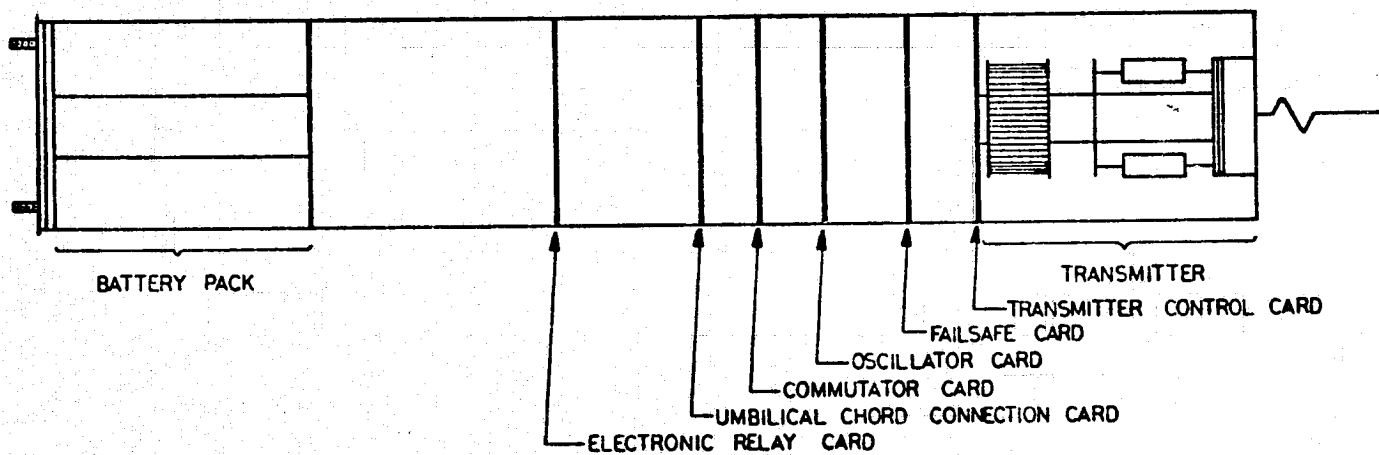 BATTERY PACK
TRANSMITTER
TRANSMITTER CONTROL CARD
FAILSAFE CARD
OSCILLATOR CARD
COMMUTATOR CARD
UMBILICAL CHORD CONNECTION CARD
ELECTRONIC RELAY CARD